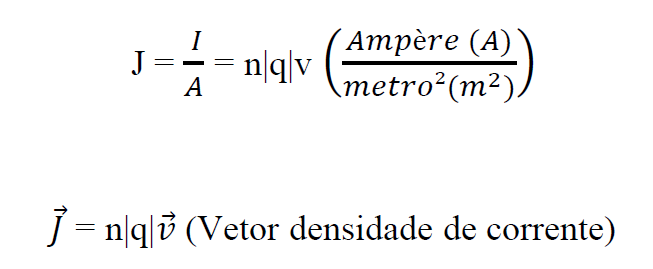 J = I/A = n|q|v (Ampère (A)/metro²(m²))
J⃗ = n|q|v⃗ (Vetor densidade de corrente)